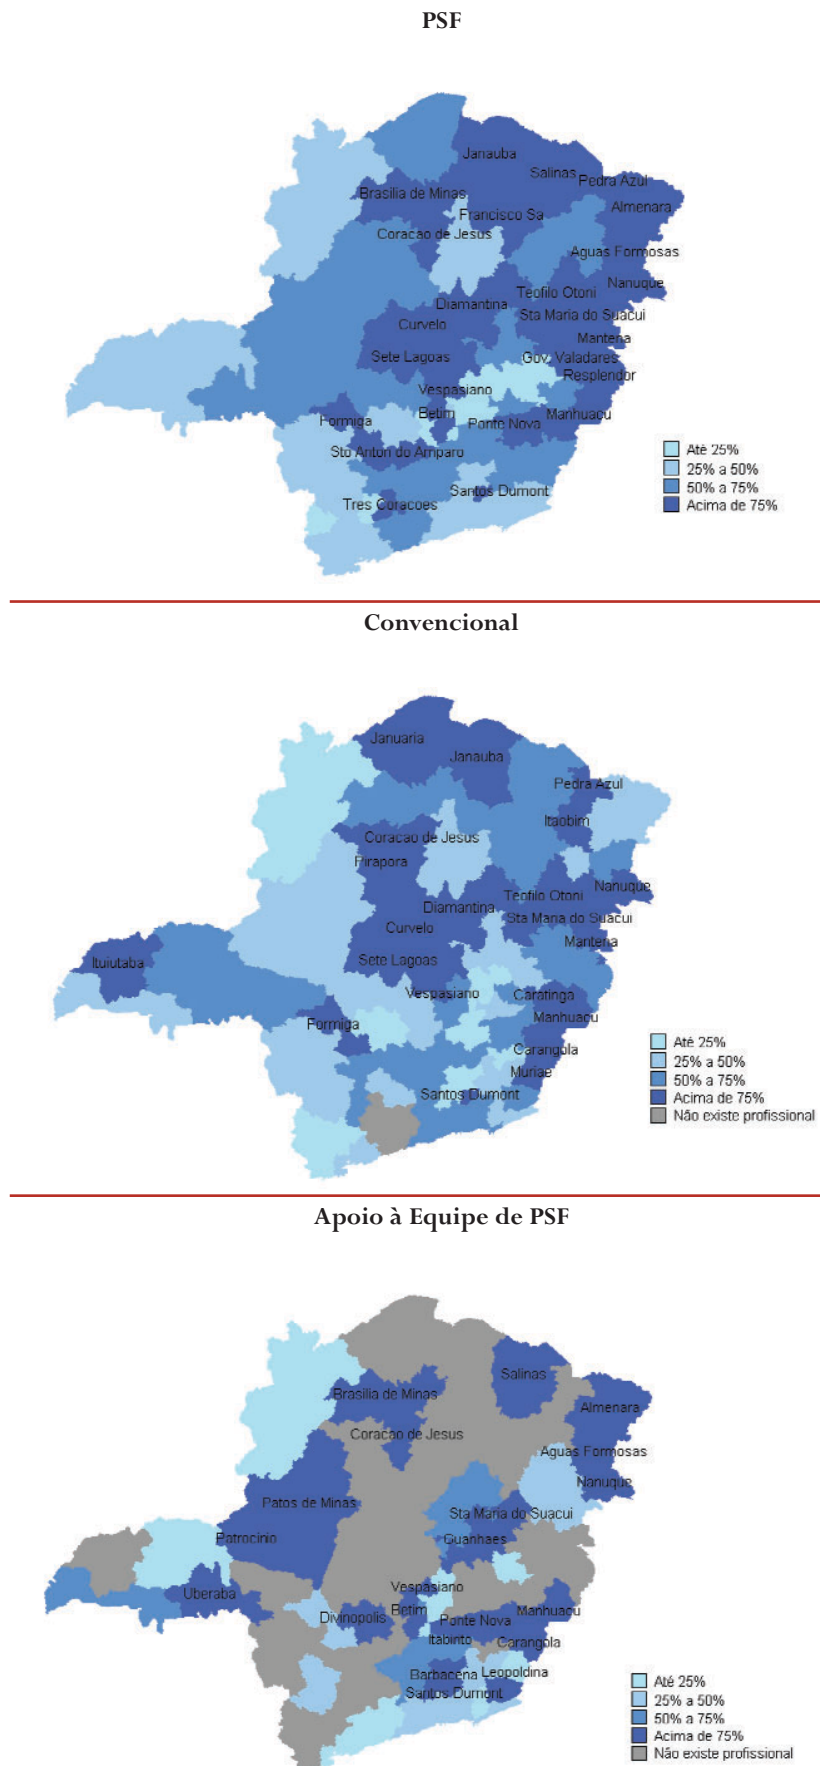 PSF
Janauba
Salinas
Pedra Azul
Brasilia de Minas
Almenara
Francisco Sa
Coracao de Jesus
Aguas Formosas
Nanuque
Teofilo Otoni
Diamantina
Sta Maria do Suacui
Curvelo
Mantena
Sete Lagoas
Gov. Valadares
Resplendor
Vespasiano
Betim
Manhuaçu
Formiga
Ponte Nova
Sto Anton do Amparo
Santos Dumont
Tres Coracoes
Até 25%
25% a 50%
50% a 75%
Acima de 75%
Convencional
Januaria
Janauba
Pedra Azul
Itaobim
Coracao de Jesus
Pirapora
Nanuque
Teofilo Otoni
Diamantina
Sta Maria do Suacui
Curvelo
Mantena
Sete Lagoas
Ituiutaba
Vespasiano
Caratinga
Manhuaçu
Formiga
Carangola
Muriae
Santos Dumont
Até 25%
25% a 50%
50% a 75%
Acima de 75%
Não existe profissional
Apoio à Equipe de PSF
Salinas
Brasilia de Minas
Almenara
Coracao de Jesus
Aguas Formosas
Nanuque
Patos de Minas
Sta Maria do Suacui
Patrocinio
Guanhaes
Vespasiano
Uberaba
Betim
Manhuaçu
Divinopolis
Ponte Nova
Itabirito
Carangola
Barbacena
Leopoldina
Santos Dumont
Até 25%
25% a 50%
50% a 75%
Acima de 75%
Não existe profissional